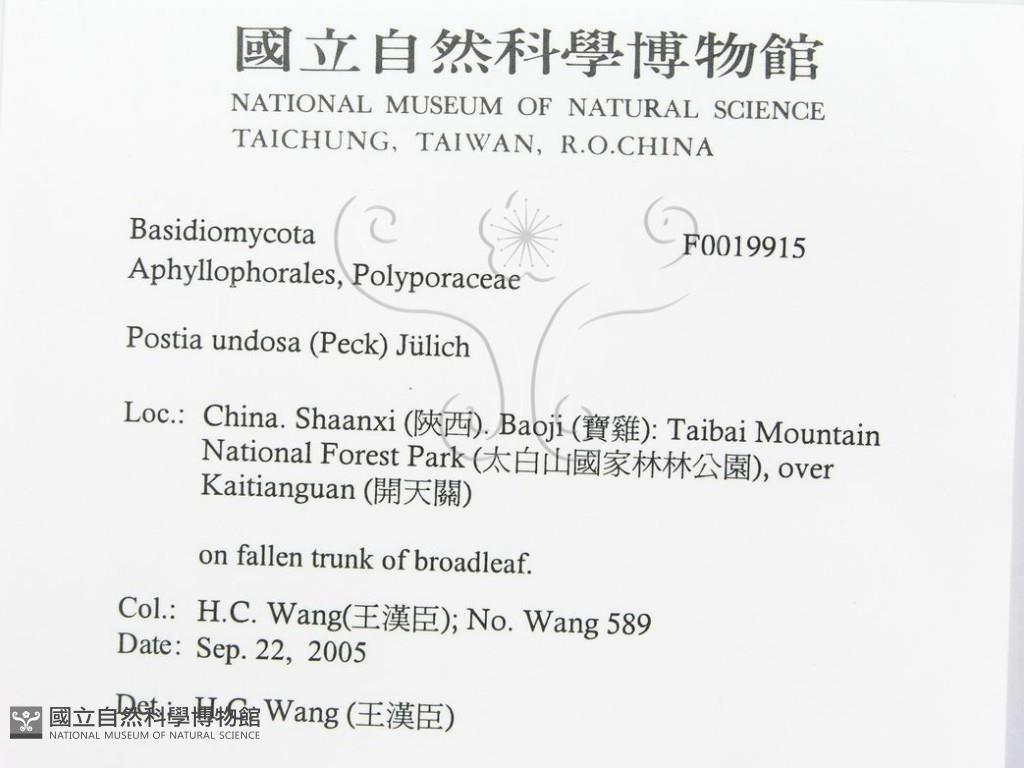 國立自然科學博物館
NATIONAL MUSEUM OF NATURAL SCIENCE
TAICHUNG, TAIWAN, R.O.CHINA
Basidiomycota F0019915
Aphyllophorales, Polyporaceae
Postia undosa (Peck) Jülich
Loc.: China. Shaanxi (陝西). Baoji (寶雞): Taibai Mountain
National Forest Park (太白山國家林林公園), over
Kaitianguan (開天關)
on fallen trunk of broadleaf.
Col.: H.C. Wang(王漢臣); No. Wang 589
Date: Sep. 22, 2005
Det.: H.C. Wang (王漢臣)
國立自然科學博物館
NATIONAL MUSEUM OF NATURAL SCIENCE